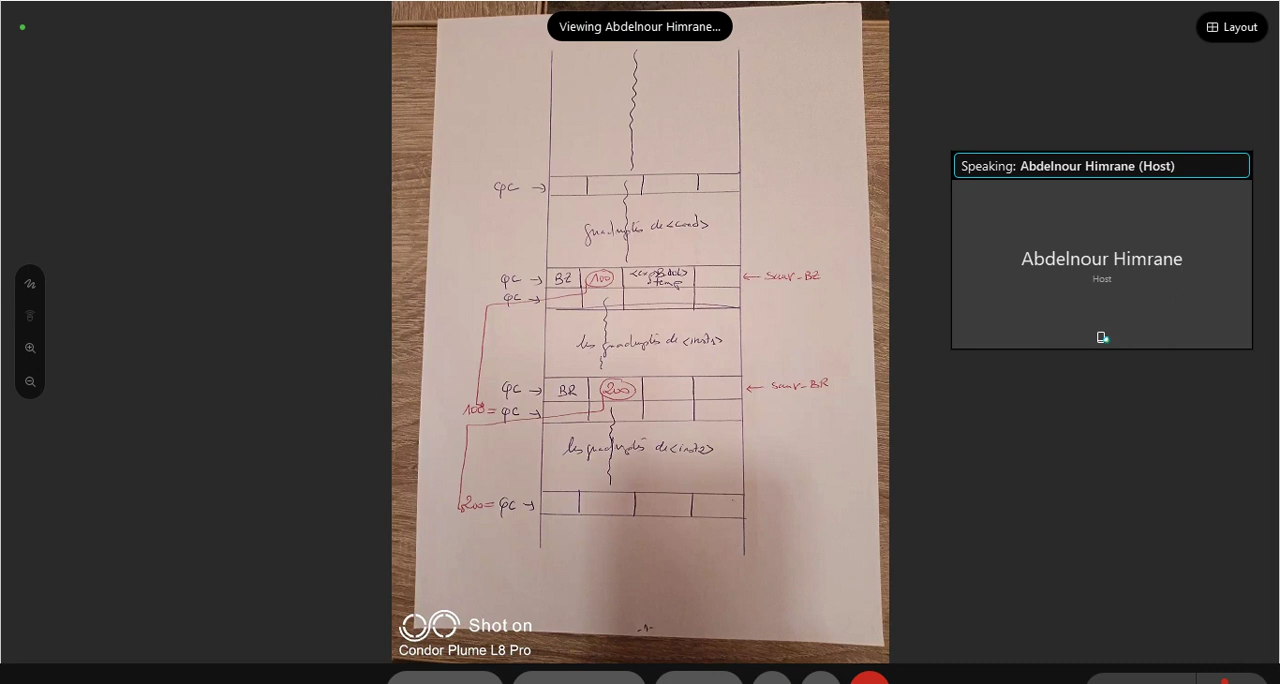 Viewing Abdelnour Himrane...
Layout
Speaking: Abdelnour Himrane (Host)
Abdelnour Himrane
Host
qc →
quadruplés de <cond>
qc → BZ 100 temp ← sauv-BZ
qc →
les quadruplés de <inst1>
qc → BR 200 ← sauv-BR
100 = qc →
les quadruplés de <inst2>
200 = qc →
-1-
Shot on
Condor Plume L8 Pro